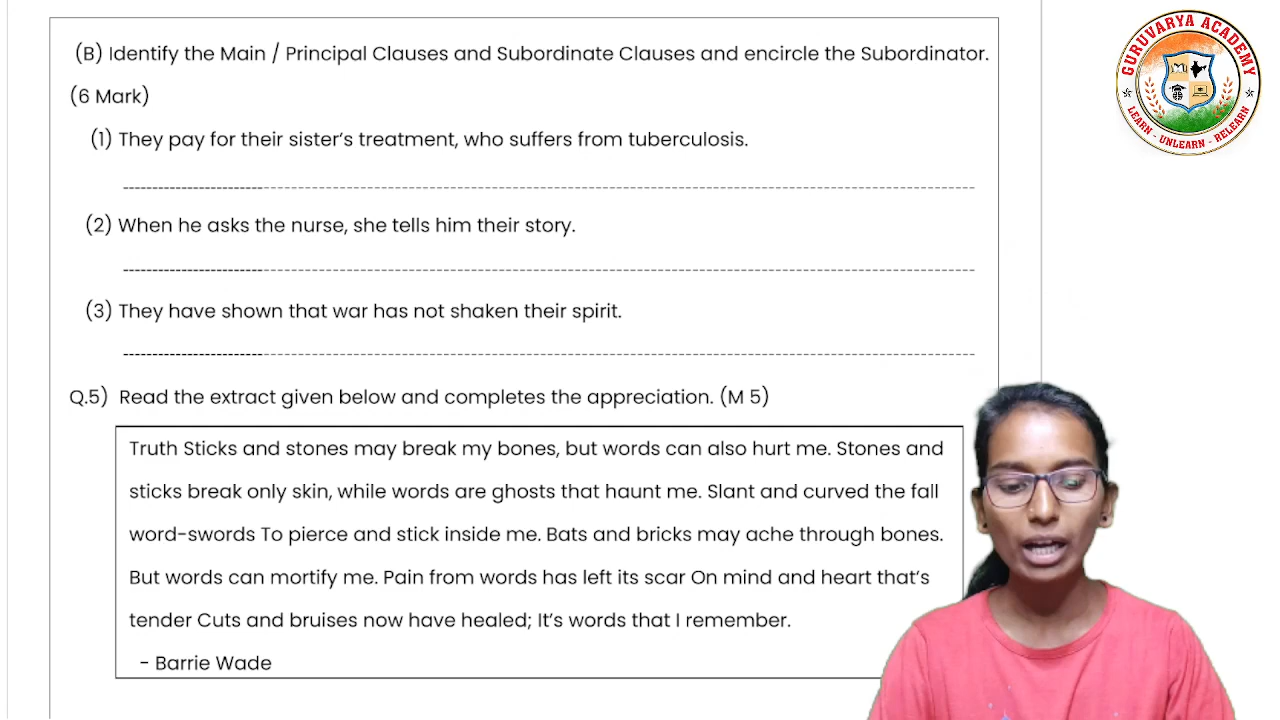 (B) Identify the Main / Principal Clauses and Subordinate Clauses and encircle the Subordinator.
(6 Mark)
(1) They pay for their sister's treatment, who suffers from tuberculosis.
(2) When he asks the nurse, she tells him their story.
(3) They have shown that war has not shaken their spirit.
Q.5) Read the extract given below and completes the appreciation. (M 5)
Truth Sticks and stones may break my bones, but words can also hurt me. Stones and
sticks break only skin, while words are ghosts that haunt me. Slant and curved the fall
word-swords To pierce and stick inside me. Bats and bricks may ache through bones.
But words can mortify me. Pain from words has left its scar On mind and heart that's
tender Cuts and bruises now have healed; It's words that I remember.
- Barrie Wade
GURUVARYA ACADEMY
LEARN - UNLEARN - RELEARN